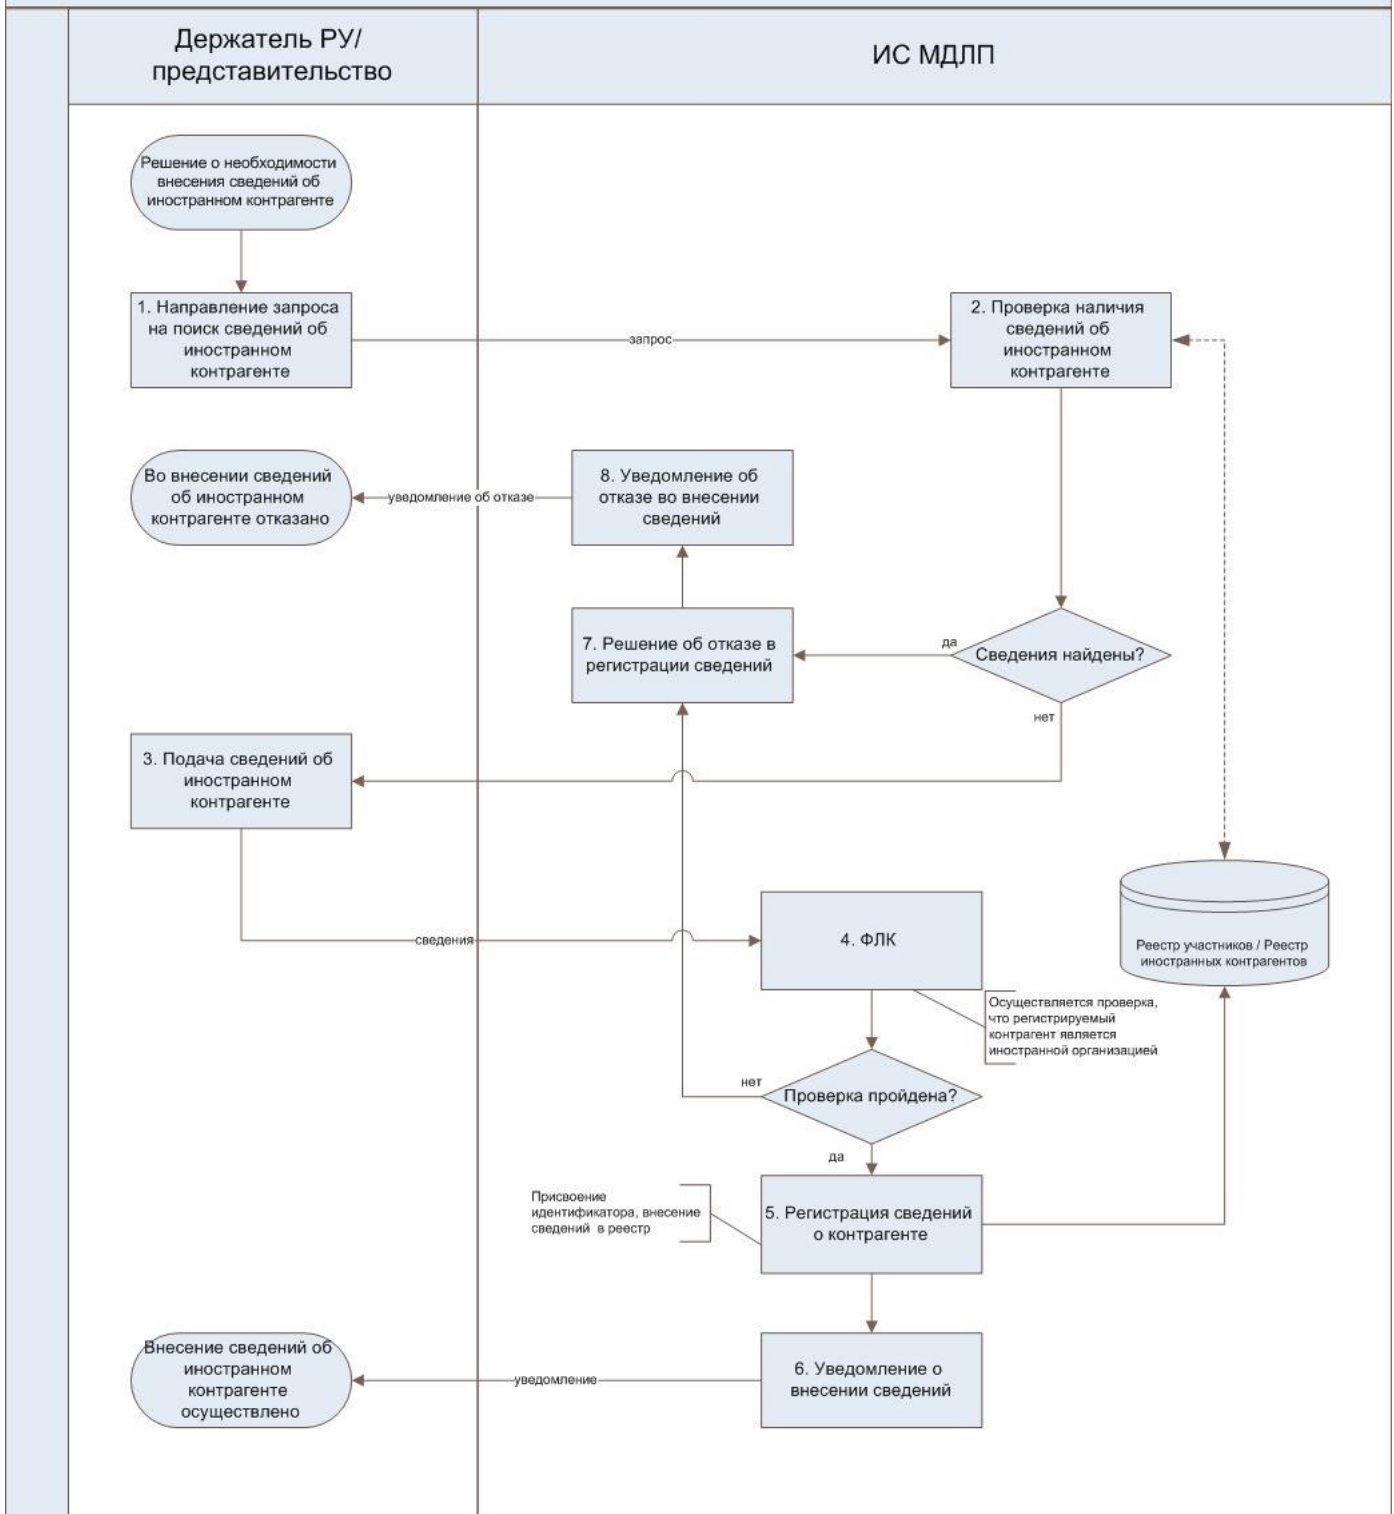 Держатель РУ/
представительство
ИС МДЛП
Решение о необходимости
внесения сведений об
иностранном контрагенте
1. Направление запроса
на поиск сведений об
иностранном
контрагенте
запрос
2. Проверка наличия
сведений об
иностранном
контрагенте
Во внесении сведений
об иностранном
контрагенте отказано
уведомление об отказе
8. Уведомление об
отказе во внесении
сведений
7. Решение об отказе в
регистрации сведений
да
Сведения найдены?
нет
3. Подача сведений об
иностранном
контрагенте
сведения
4. ФЛК
Реестр участников / Реестр
иностранных контрагентов
Осуществляется проверка,
что регистрируемый
контрагент является
иностранной организацией
нет
Проверка пройдена?
да
Присвоение
идентификатора, внесение
сведений в реестр
5. Регистрация сведений
о контрагенте
Внесение сведений об
иностранном
контрагенте
осуществлено
уведомление
6. Уведомление о
внесении сведений